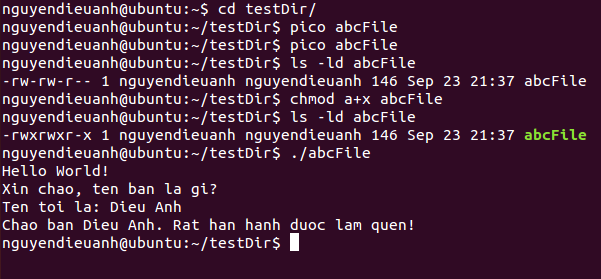 nguyendieuanh@ubuntu:~$ cd testDir/
nguyendieuanh@ubuntu:~/testDir$ pico abcFile
nguyendieuanh@ubuntu:~/testDir$ pico abcFile
nguyendieuanh@ubuntu:~/testDir$ ls -ld abcFile
-rw-rw-r-- 1 nguyendieuanh nguyendieuanh 146 Sep 23 21:37 abcFile
nguyendieuanh@ubuntu:~/testDir$ chmod a+x abcFile
nguyendieuanh@ubuntu:~/testDir$ ls -ld abcFile
-rwxrwxr-x 1 nguyendieuanh nguyendieuanh 146 Sep 23 21:37 abcFile
nguyendieuanh@ubuntu:~/testDir$ ./abcFile
Hello World!
Xin chao, ten ban la gi?
Ten toi la: Dieu Anh
Chao ban Dieu Anh. Rat han hanh duoc lam quen!
nguyendieuanh@ubuntu:~/testDir$